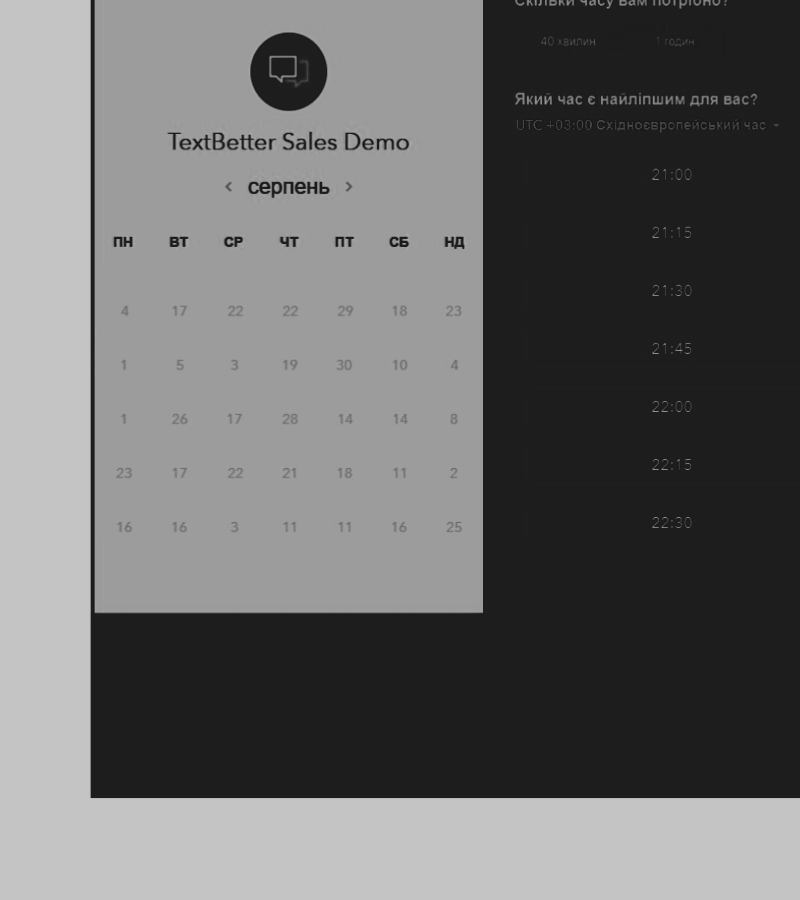 TextBetter Sales Demo
< серпень >
ПН ВТ СР ЧТ ПТ СБ НД
4 17 22 22 29 18 23
1 5 3 19 30 10 4
1 26 17 28 14 14 8
23 17 22 21 18 11 2
16 16 3 11 11 16 25
Скільки часу вам потрібно?
40 хвилин 1 годин
Який час є найліпшим для вас?
UTC +03:00 Східноєвропейський час
21:00
21:15
21:30
21:45
22:00
22:15
22:30